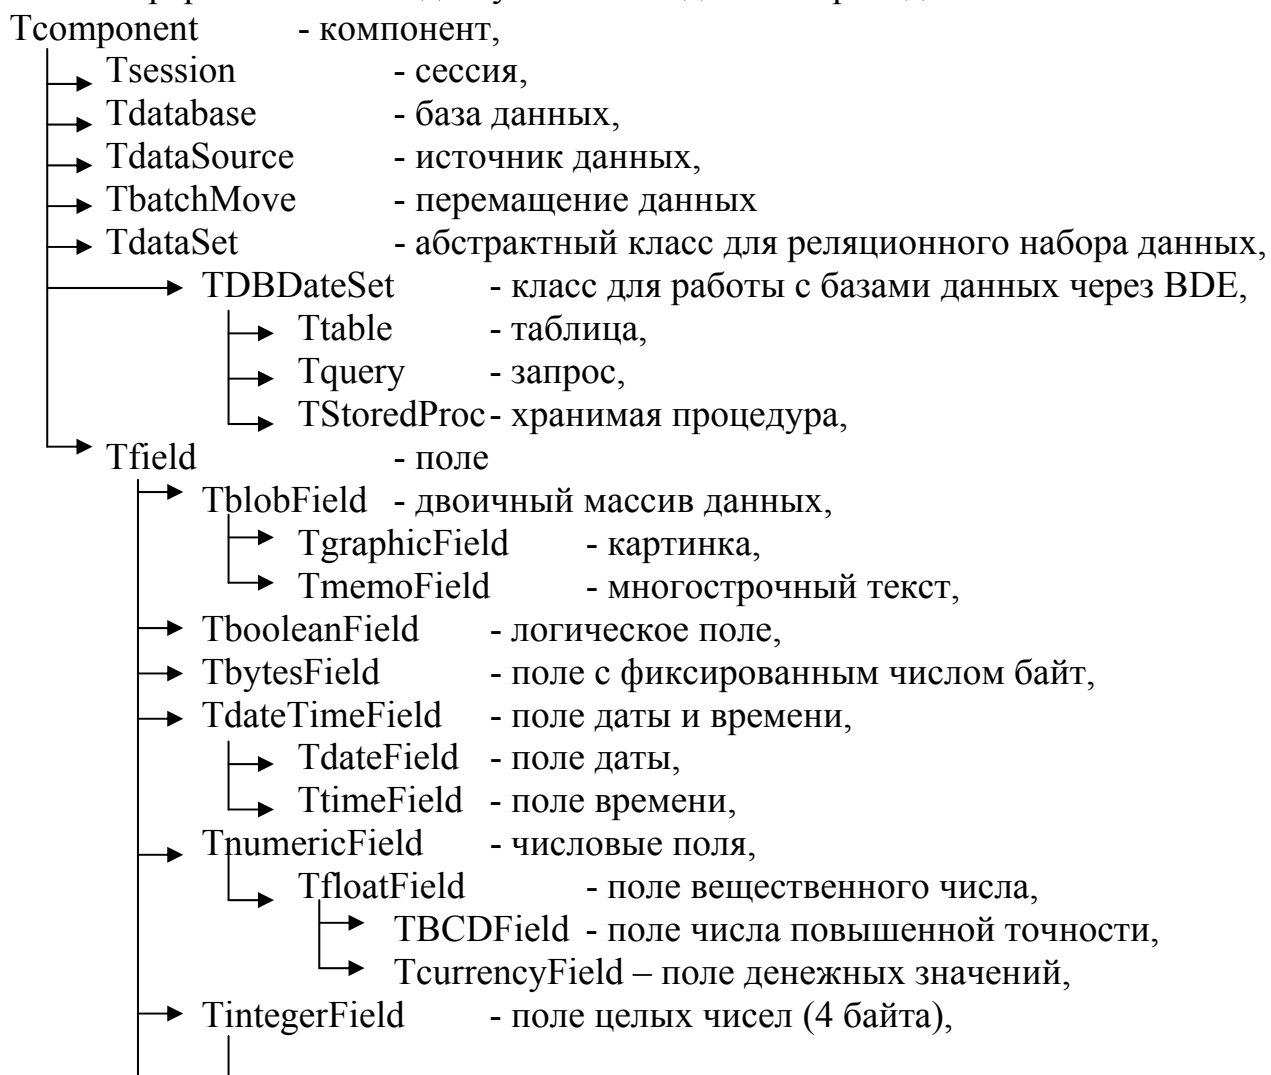 Tcomponent - компонент,
Tsession - сессия,
Tdatabase - база данных,
TdataSource - источник данных,
TbatchMove - перемащение данных
TdataSet - абстрактный класс для реляционного набора данных,
TDBDateSet - класс для работы с базами данных через BDE,
Ttable - таблица,
Tquery - запрос,
TStoredProc - хранимая процедура,
Tfield - поле
TblobField - двоичный массив данных,
TgraphicField - картинка,
TmemoField - многострочный текст,
TbooleanField - логическое поле,
TbytesField - поле с фиксированным числом байт,
TdateTimeField - поле даты и времени,
TdateField - поле даты,
TtimeField - поле времени,
TnumericField - числовые поля,
TfloatField - поле вещественного числа,
TBCDField - поле числа повышенной точности,
TcurrencyField – поле денежных значений,
TintegerField - поле целых чисел (4 байта),